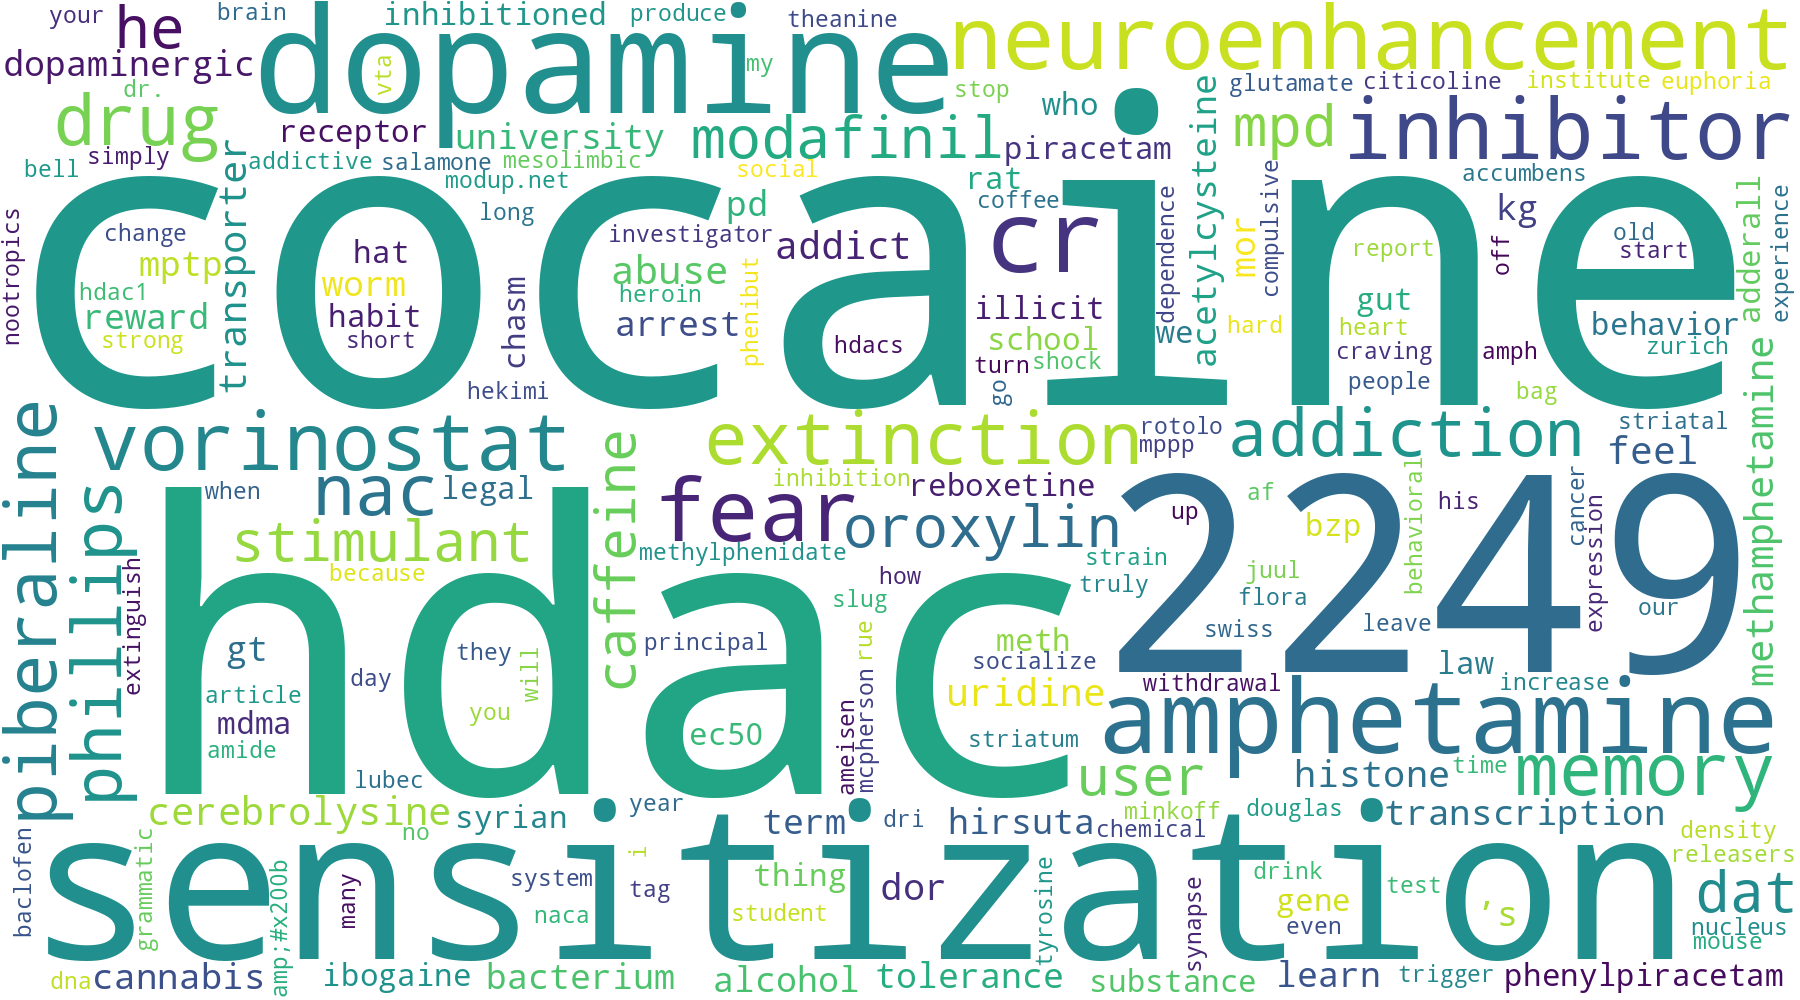 your
brain
inhibitioned
produce
theanine
he
dopamine
neuroenhancement
dopaminergic
vta
my
dr.
stop
glutamate
citicoline
institute
euphoria
drug
receptor
university
modafinil
who
mpd
inhibitor
simply
addictive
salamone
mesolimbic
piracetam
bell
modup.net
social
rat
accumbens
transporter
long
pd
coffee
acetylcysteine
compulsive
kg
nootropics
cocaine
change
hat
investigator
addict
cr
dependence
mor
report
off
old
start
experience
mptp
worm
abuse
phenibut
hdac1
heroin
illicit
gut
adderall
reward
habit
chasm
arrest
school
we
hard
heart
behavior
strong
short
hdacs
turn
shock
craving
amph
zurich
hekimi
go
people
bag
piberaline
phillips
vorinostat
extinction
rotolo
mppp
addiction
striatal
feel
nac
legal
caffeine
inhibition
reboxetine
when
fear
oroxylin
2249
af
up
his
behavioral
cancer
methamphetamine
stimulant
methylphenidate
bzp
expression
extinguish
because
how
strain
truly
juul
flora
slug
our
hdac
gt
they
principal
rue
meth
swiss
leave
day
will
socialize
law
article
you
uridine
withdrawal
increase
mdma
ec50
ameisen
mcpherson
amphetamine
amide
striatum
lubec
user
histone
time
memory
cerebrolysine
syrian
year
minkoff
douglas
transcription
baclofen
grammatic
no
term
dri
hirsuta
chemical
density
releasers
sensitization
i
amp;#x200b
many
system
tag
thing
dor
tyrosine
synapse
drink
test
dat
naca
student
gene
’s
even
nucleus
mouse
dna
cannabis
ibogaine
bacterium
alcohol
tolerance
substance
learn
trigger
phenylpiracetam